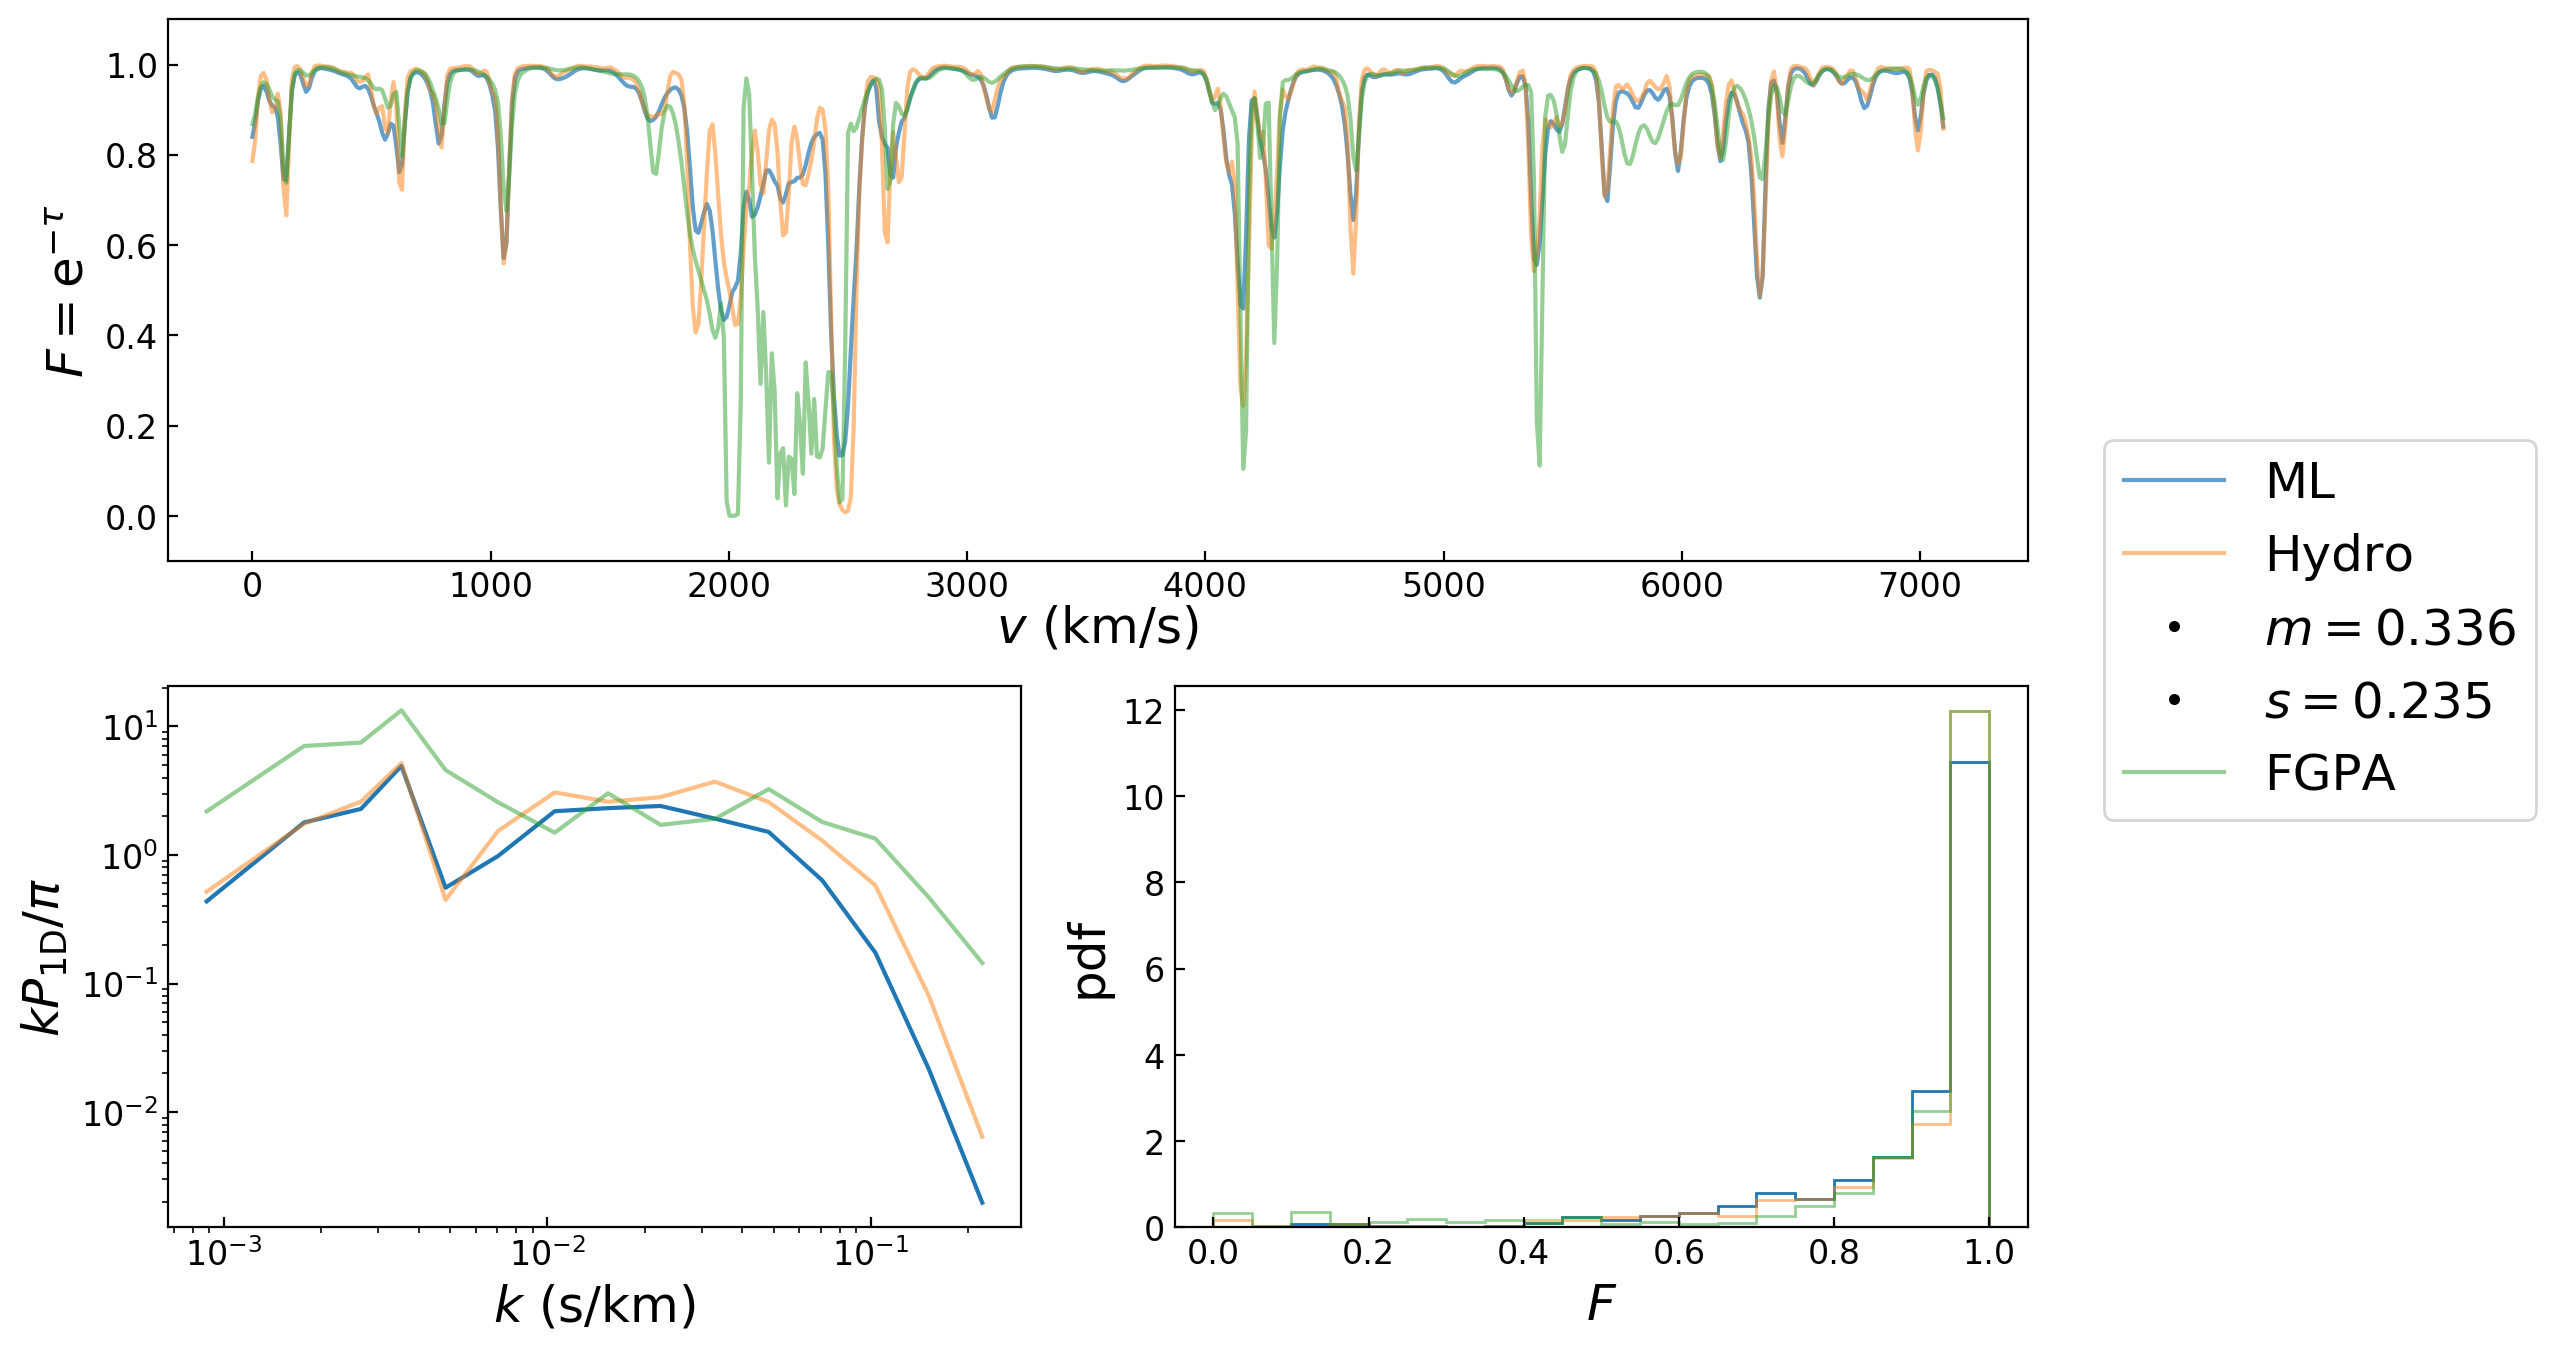 F = e^{-τ}
1.0
0.8
0.6
0.4
0.2
0.0
0 1000 2000 3000 4000 5000 6000 7000
v (km/s)
ML
Hydro
m = 0.336
s = 0.235
FGPA
kP_{1D}/π
10^1
10^0
10^{-1}
10^{-2}
10^{-3} 10^{-2} 10^{-1}
k (s/km)
pdf
12
10
8
6
4
2
0
0.0 0.2 0.4 0.6 0.8 1.0
F